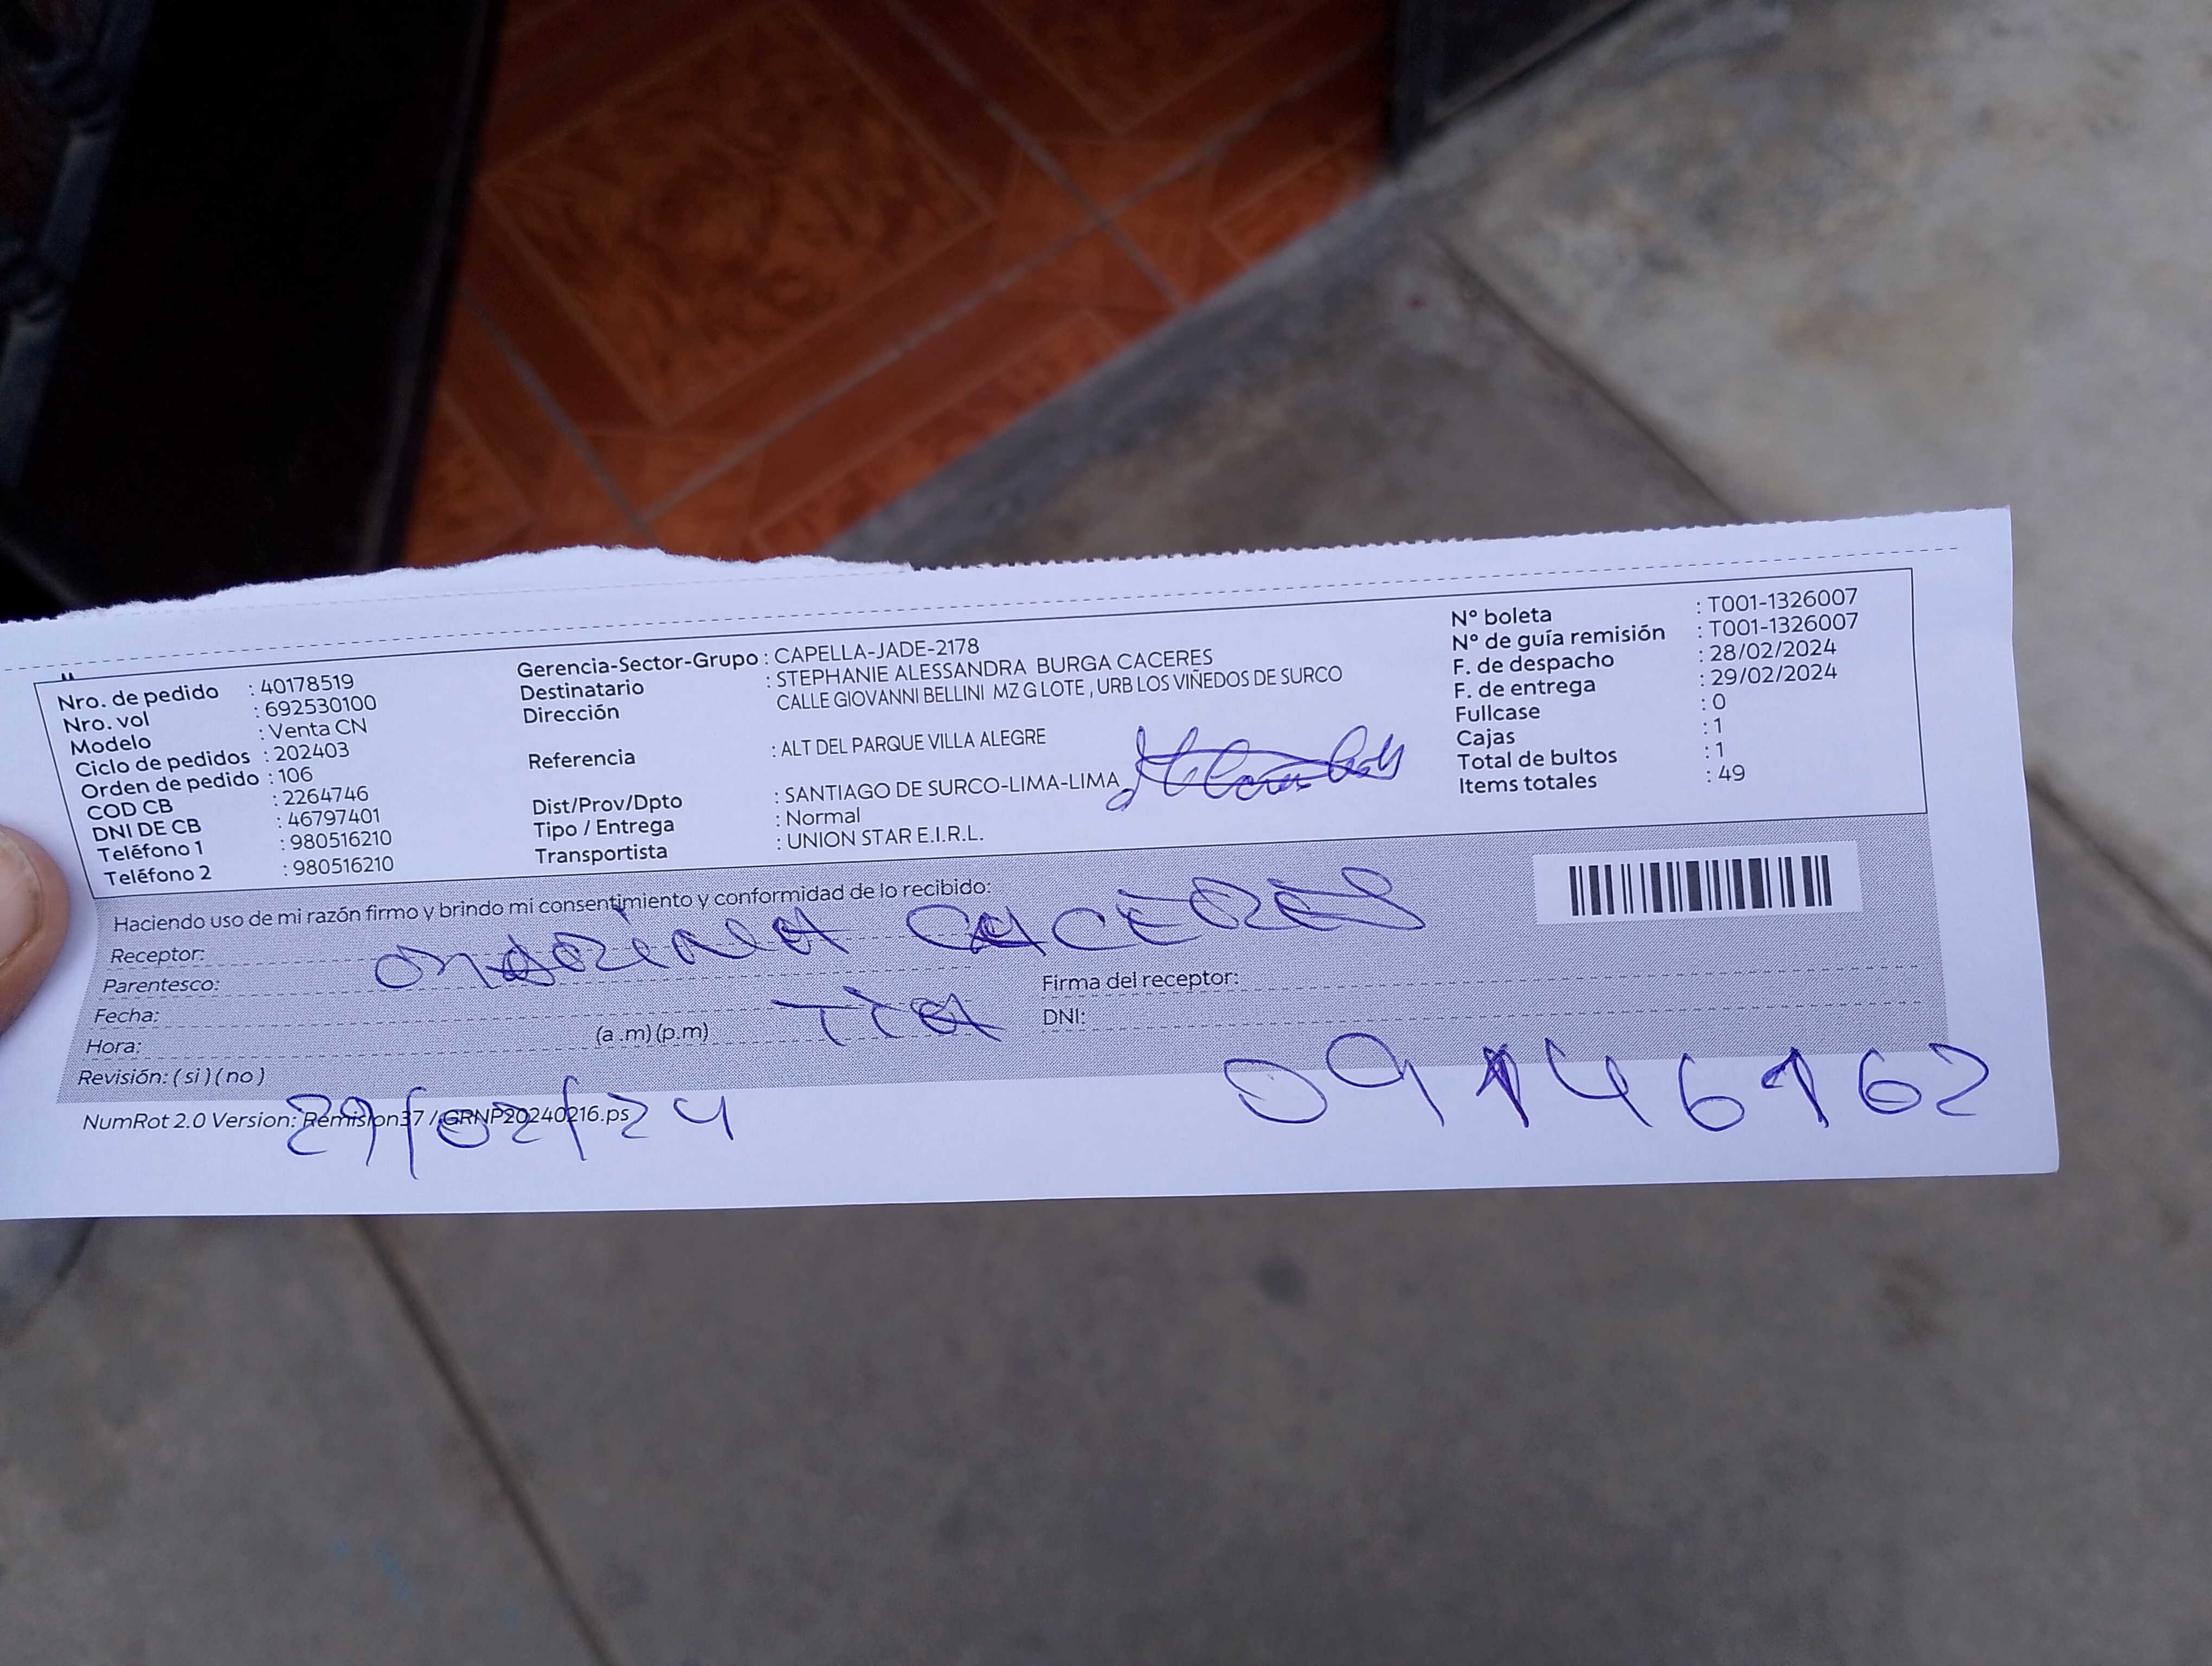 Nro. de pedido : 40178519
Nro. vol : 692530100
Modelo : Venta CN
Ciclo de pedidos : 202403
Orden de pedido : 106
COD CB : 2264746
DNI DE CB : 46797401
Teléfono 1 : 980516210
Teléfono 2 : 980516210
Gerencia-Sector-Grupo : CAPELLA-JADE-2178
Destinatario : STEPHANIE ALESSANDRA BURGA CACERES
Dirección CALLE GIOVANNI BELLINI MZ G LOTE , URB LOS VIÑEDOS DE SURCO
Referencia : ALT DEL PARQUE VILLA ALEGRE
Dist/Prov/Dpto : SANTIAGO DE SURCO-LIMA-LIMA
Tipo / Entrega : Normal
Transportista : UNION STAR E.I.R.L.
N° boleta : T001-1326007
N° de guía remisión : T001-1326007
F. de despacho : 28/02/2024
F. de entrega : 29/02/2024
Fullcase : 0
Cajas : 1
Total de bultos : 1
Items totales : 49
Haciendo uso de mi razón firmo y brindo mi consentimiento y conformidad de lo recibido:
Receptor: CACERES
Parentesco: TIA
Firma del receptor:
Fecha:
Hora: (a .m) (p.m)
DNI:
09146162
Revisión: ( si ) ( no )
29/02/24
NumRot 2.0 Version: Remision37 / GRNP20240216.ps